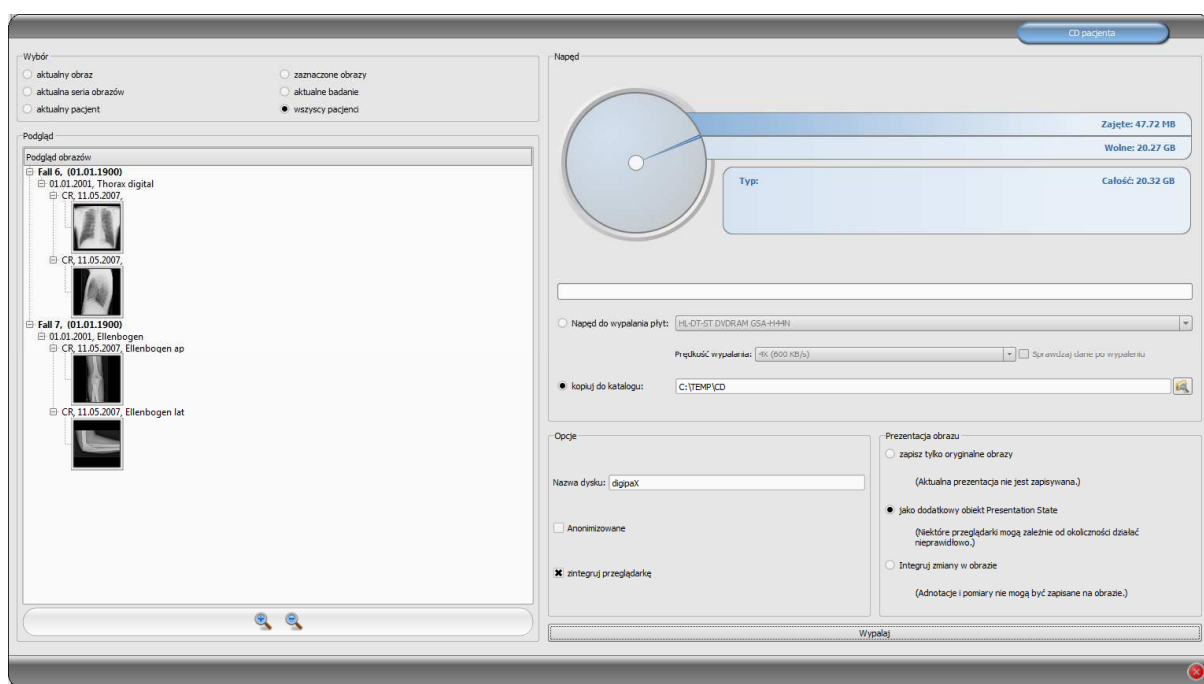 CD pacjenta
Wybór
aktualny obraz
zaznaczone obrazy
aktualna seria obrazów
aktualne badanie
aktualny pacjent
wszyscy pacjenci
Podgląd
Podgląd obrazów
Fall 6, (01.01.1900)
01.01.2001, Thorax digital
CR, 11.05.2007,
CR, 11.05.2007,
Fall 7, (01.01.1900)
01.01.2001, Ellenbogen
CR, 11.05.2007, Ellenbogen ap
CR, 11.05.2007, Ellenbogen lat
Napęd
Zajęte: 47.72 MB
Wolne: 20.27 GB
Typ:
Całość: 20.32 GB
Napęd do wypalania płyt: HL-DT-ST DVDRAM GSA-H44N
Prędkość wypalania: 4X (600 KB/s) Sprawdzaj dane po wypaleniu
kopiuj do katalogu: C:\TEMP\CD
Opcje
Nazwa dysku: digipaX
Anonimizowane
zintegruj przeglądarkę
Prezentacja obrazu
zapisz tylko oryginalne obrazy
(Aktualna prezentacja nie jest zapisywana.)
jako dodatkowy obiekt Presentation State
(Niektóre przeglądarki mogą zależnie od okoliczności działać
nieprawidłowo.)
Integruj zmiany w obrazie
(Adnotacje i pomiary nie mogą być zapisane na obrazie.)
Wypalaj